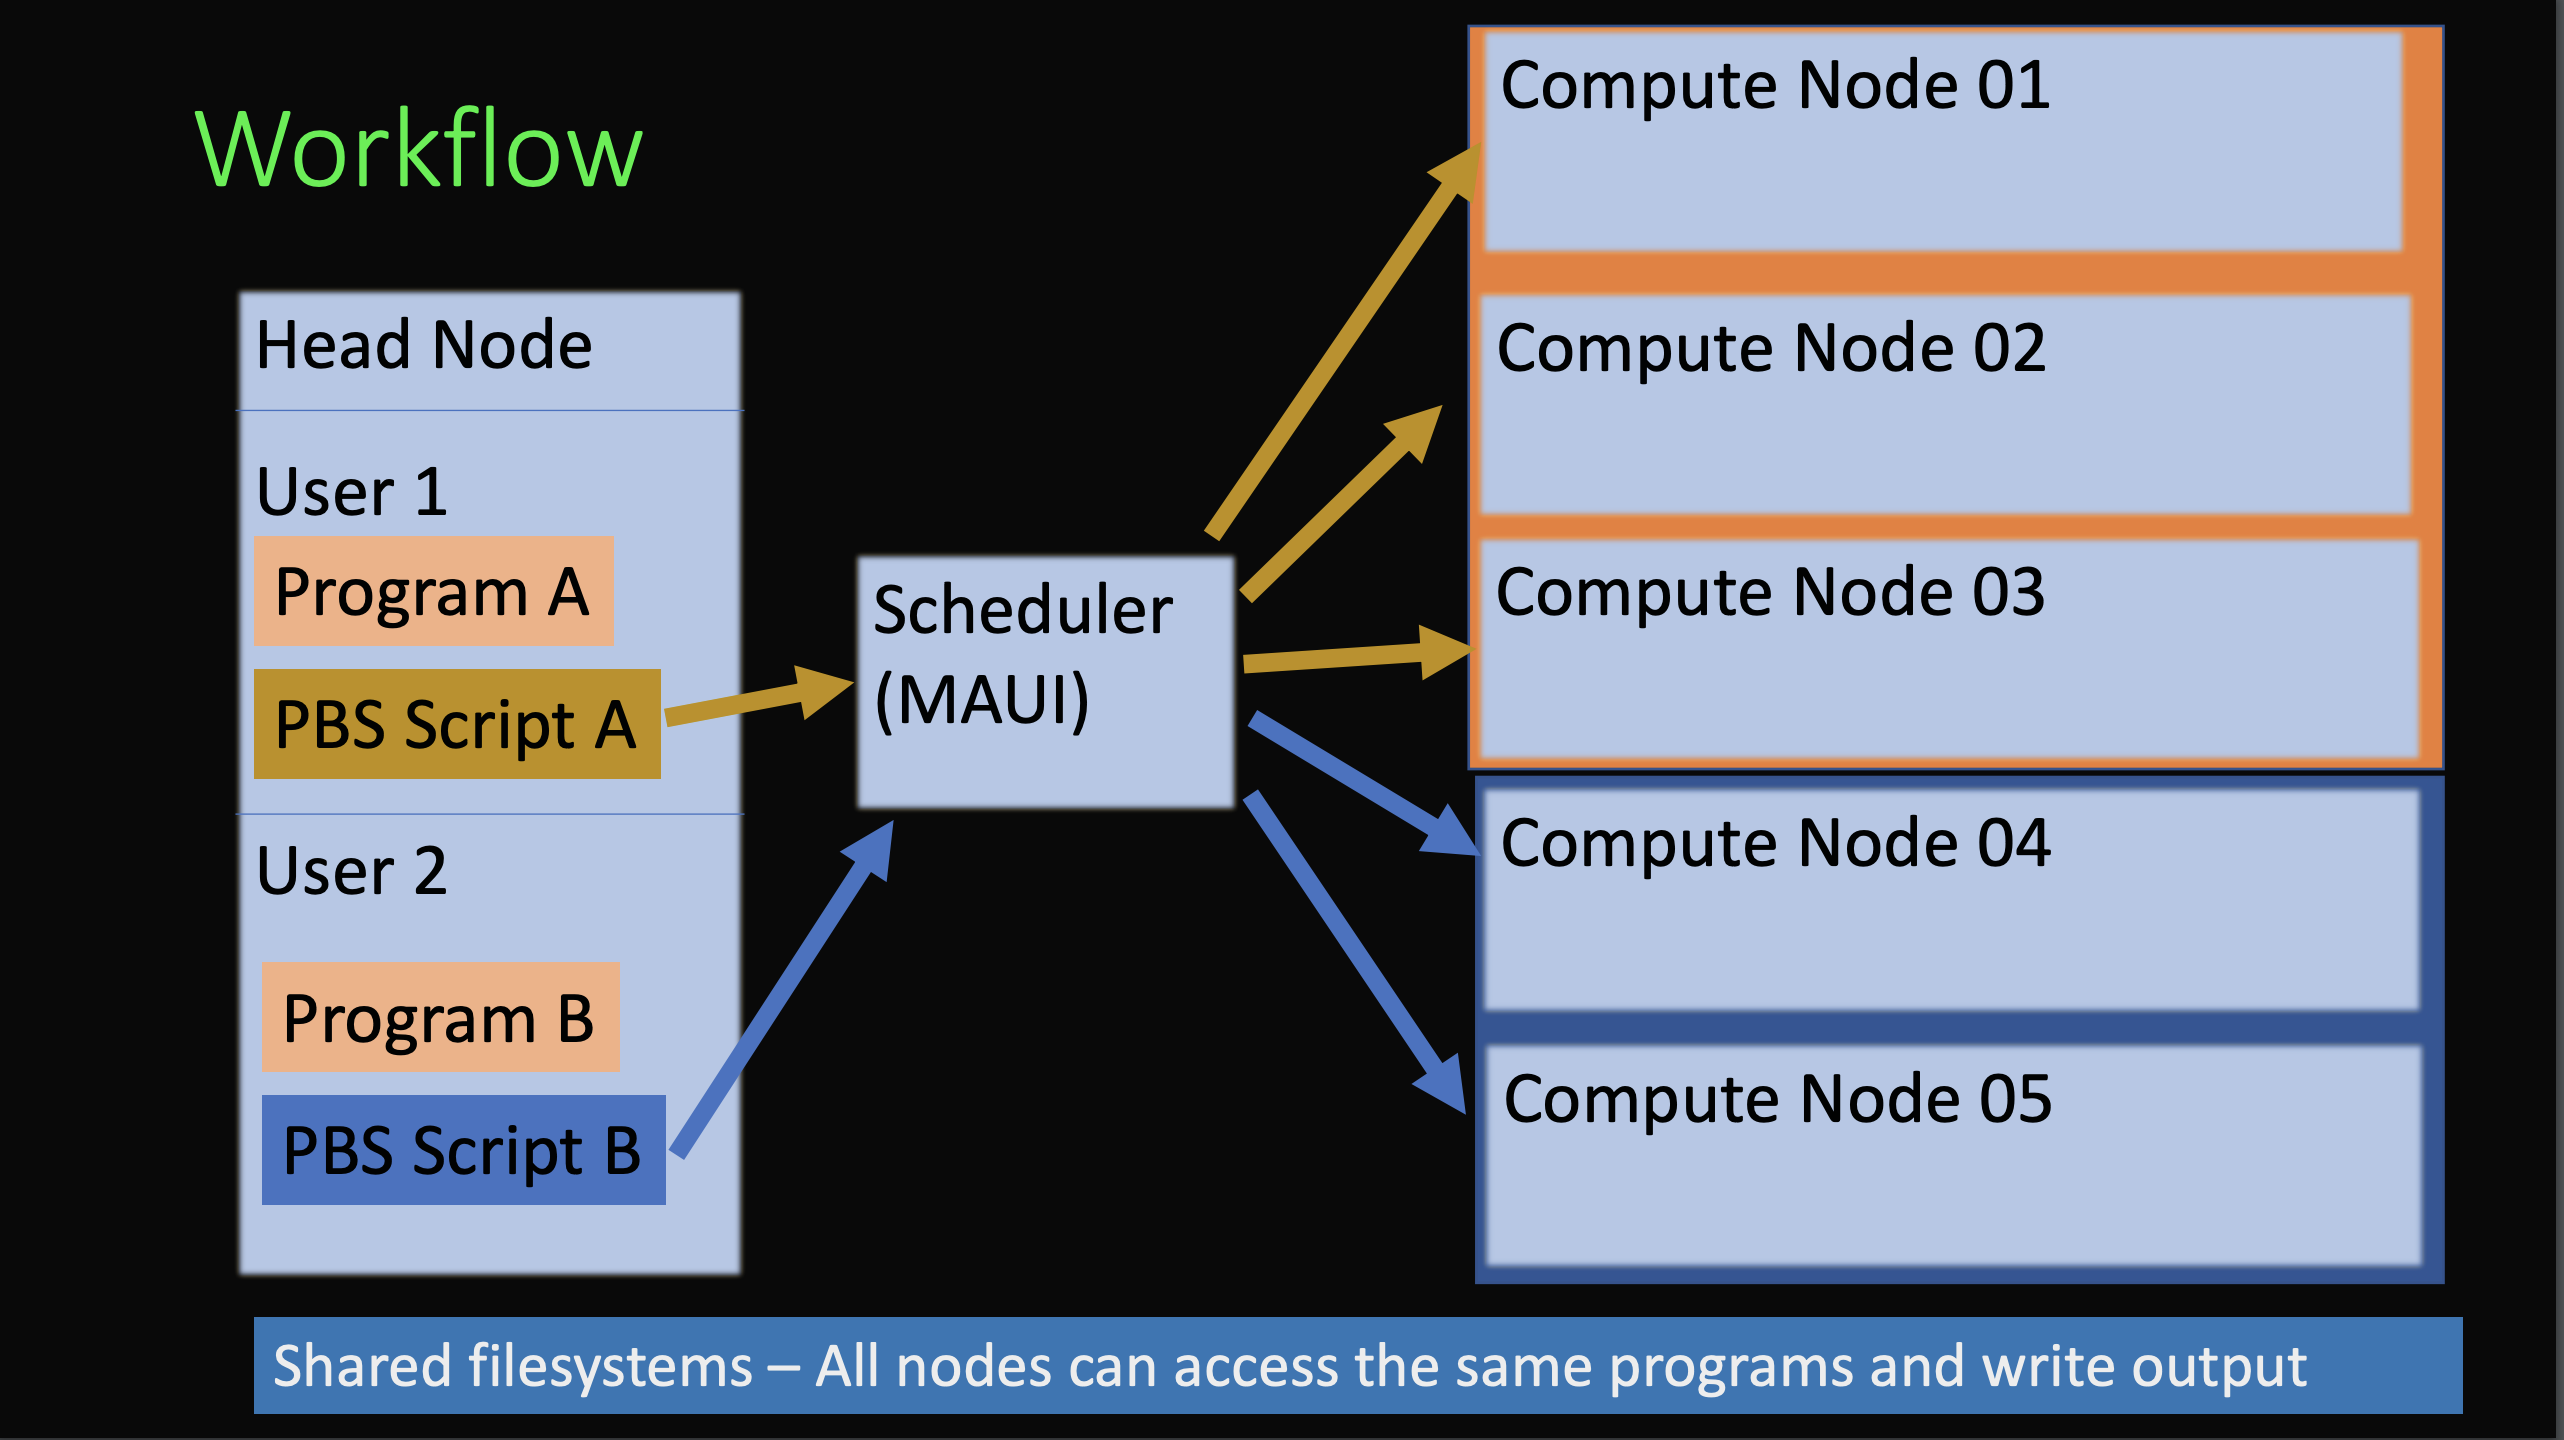 Workflow
Head Node
User 1
Program A
PBS Script A
User 2
Program B
PBS Script B
Scheduler
(MAUI)
Compute Node 01
Compute Node 02
Compute Node 03
Compute Node 04
Compute Node 05
Shared filesystems – All nodes can access the same programs and write output